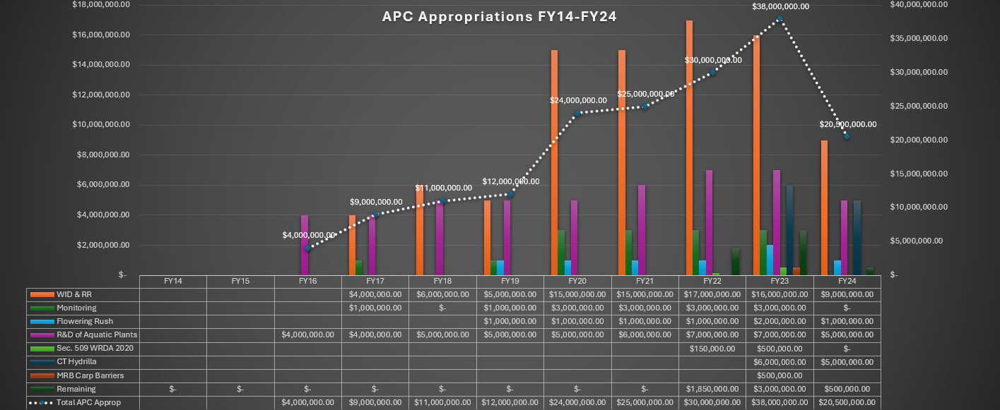 APC Appropriations FY14-FY24
$18,000,000.00
$16,000,000.00
$14,000,000.00
$12,000,000.00
$10,000,000.00
$8,000,000.00
$6,000,000.00
$4,000,000.00
$2,000,000.00
$-
$40,000,000.00
$35,000,000.00
$30,000,000.00
$25,000,000.00
$20,000,000.00
$15,000,000.00
$10,000,000.00
$5,000,000.00
$-
$4,000,000.00
$9,000,000.00
$11,000,000.00
$12,000,000.00
$24,000,000.00
$25,000,000.00
$30,000,000.00
$38,000,000.00
$20,500,000.00
FY14 FY15 FY16 FY17 FY18 FY19 FY20 FY21 FY22 FY23 FY24
WID & RR $4,000,000.00 $6,000,000.00 $5,000,000.00 $15,000,000.00 $15,000,000.00 $17,000,000.00 $16,000,000.00 $9,000,000.00
Monitoring $1,000,000.00 $- $1,000,000.00 $3,000,000.00 $3,000,000.00 $3,000,000.00 $3,000,000.00 $-
Flowering Rush $1,000,000.00 $1,000,000.00 $1,000,000.00 $1,000,000.00 $2,000,000.00 $1,000,000.00
R&D of Aquatic Plants $4,000,000.00 $4,000,000.00 $5,000,000.00 $5,000,000.00 $5,000,000.00 $6,000,000.00 $7,000,000.00 $7,000,000.00 $5,000,000.00
Sec. 509 WRDA 2020 $150,000.00 $500,000.00 $-
CT Hydrilla $6,000,000.00 $5,000,000.00
MRB Carp Barriers $500,000.00
Remaining $- $- $- $- $- $- $- $- $1,850,000.00 $3,000,000.00 $500,000.00
Total APC Approp $4,000,000.00 $9,000,000.00 $11,000,000.00 $12,000,000.00 $24,000,000.00 $25,000,000.00 $30,000,000.00 $38,000,000.00 $20,500,000.00